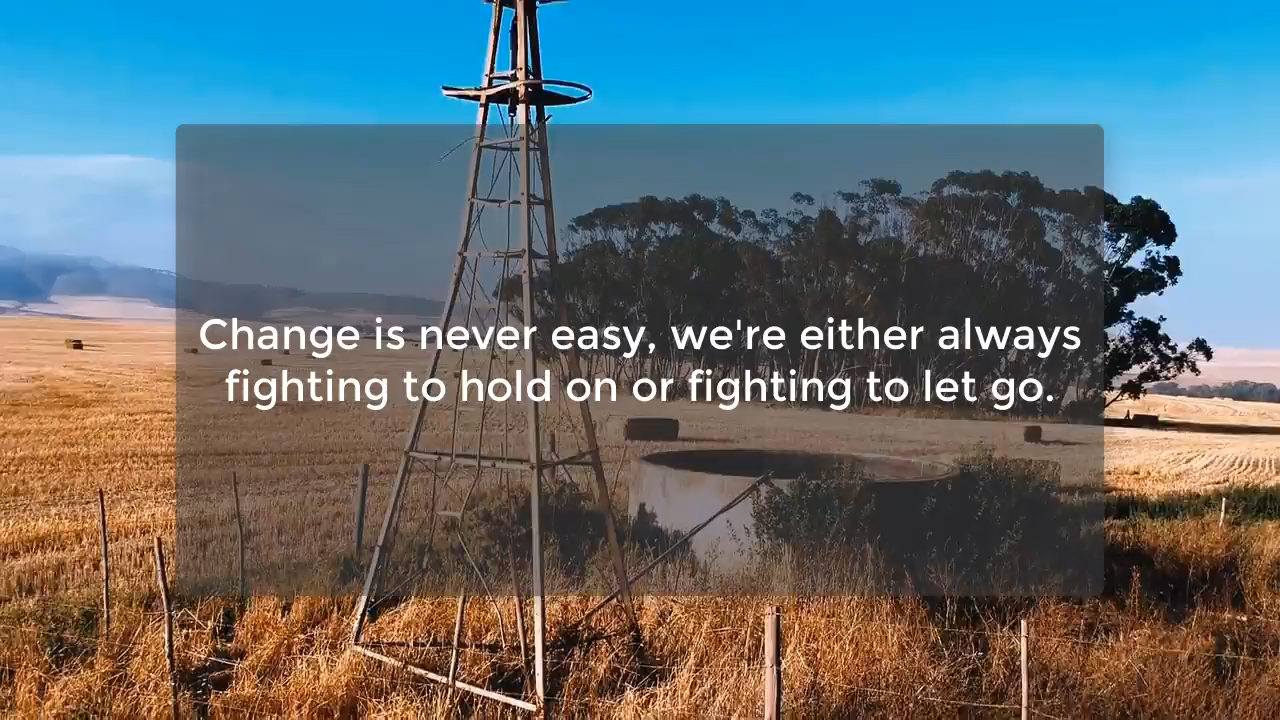 Change is never easy, we're either always
fighting to hold on or fighting to let go.